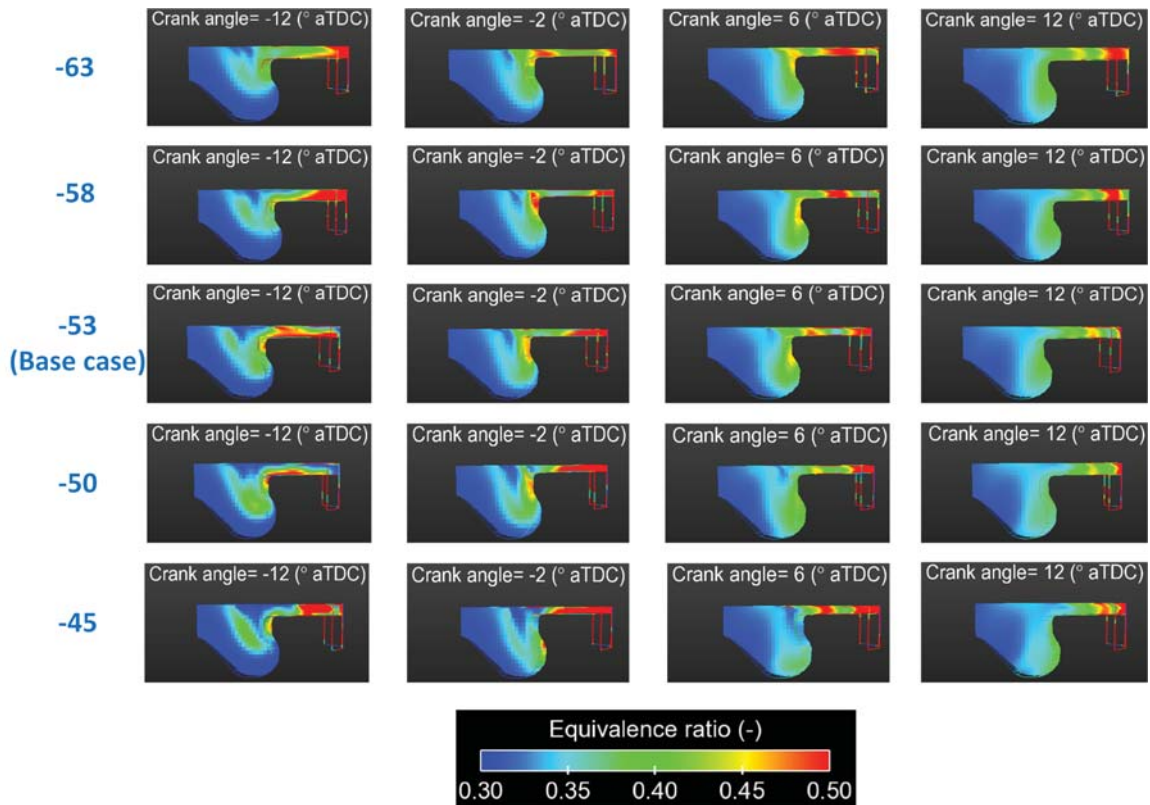 Crank angle= -12 (° aTDC) Crank angle= -2 (° aTDC) Crank angle= 6 (° aTDC) Crank angle= 12 (° aTDC)
-63
Crank angle= -12 (° aTDC) Crank angle= -2 (° aTDC) Crank angle= 6 (° aTDC) Crank angle= 12 (° aTDC)
-58
Crank angle= -12 (° aTDC) Crank angle= -2 (° aTDC) Crank angle= 6 (° aTDC) Crank angle= 12 (° aTDC)
-53
(Base case)
Crank angle= -12 (° aTDC) Crank angle= -2 (° aTDC) Crank angle= 6 (° aTDC) Crank angle= 12 (° aTDC)
-50
Crank angle= -12 (° aTDC) Crank angle= -2 (° aTDC) Crank angle= 6 (° aTDC) Crank angle= 12 (° aTDC)
-45
Equivalence ratio (-)
0.30 0.35 0.40 0.45 0.50